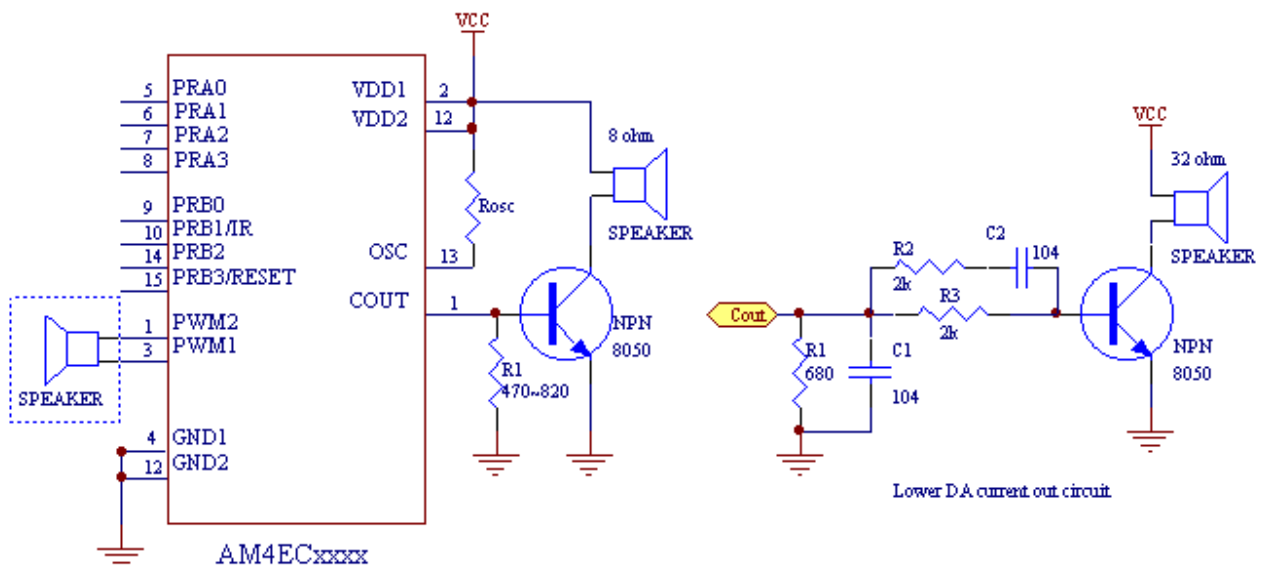 VCC
5 PRA0
6 PRA1
7 PRA2
8 PRA3
9 PRB0
10 PRB1/IR
14 PRB2
15 PRB3/RESET
1 PWM2
3 PWM1
4 GND1
12 GND2
VDD1 2
VDD2 12
OSC 13
COUT 1
SPEAKER
AM4ECxxxx
Rosc
8 ohm
SPEAKER
NPN
8050
R1
470~820
VCC
32 ohm
SPEAKER
C2
104
R2
2k
R3
2k
Cout
R1
680
C1
104
NPN
8050
Lower DA current out circuit